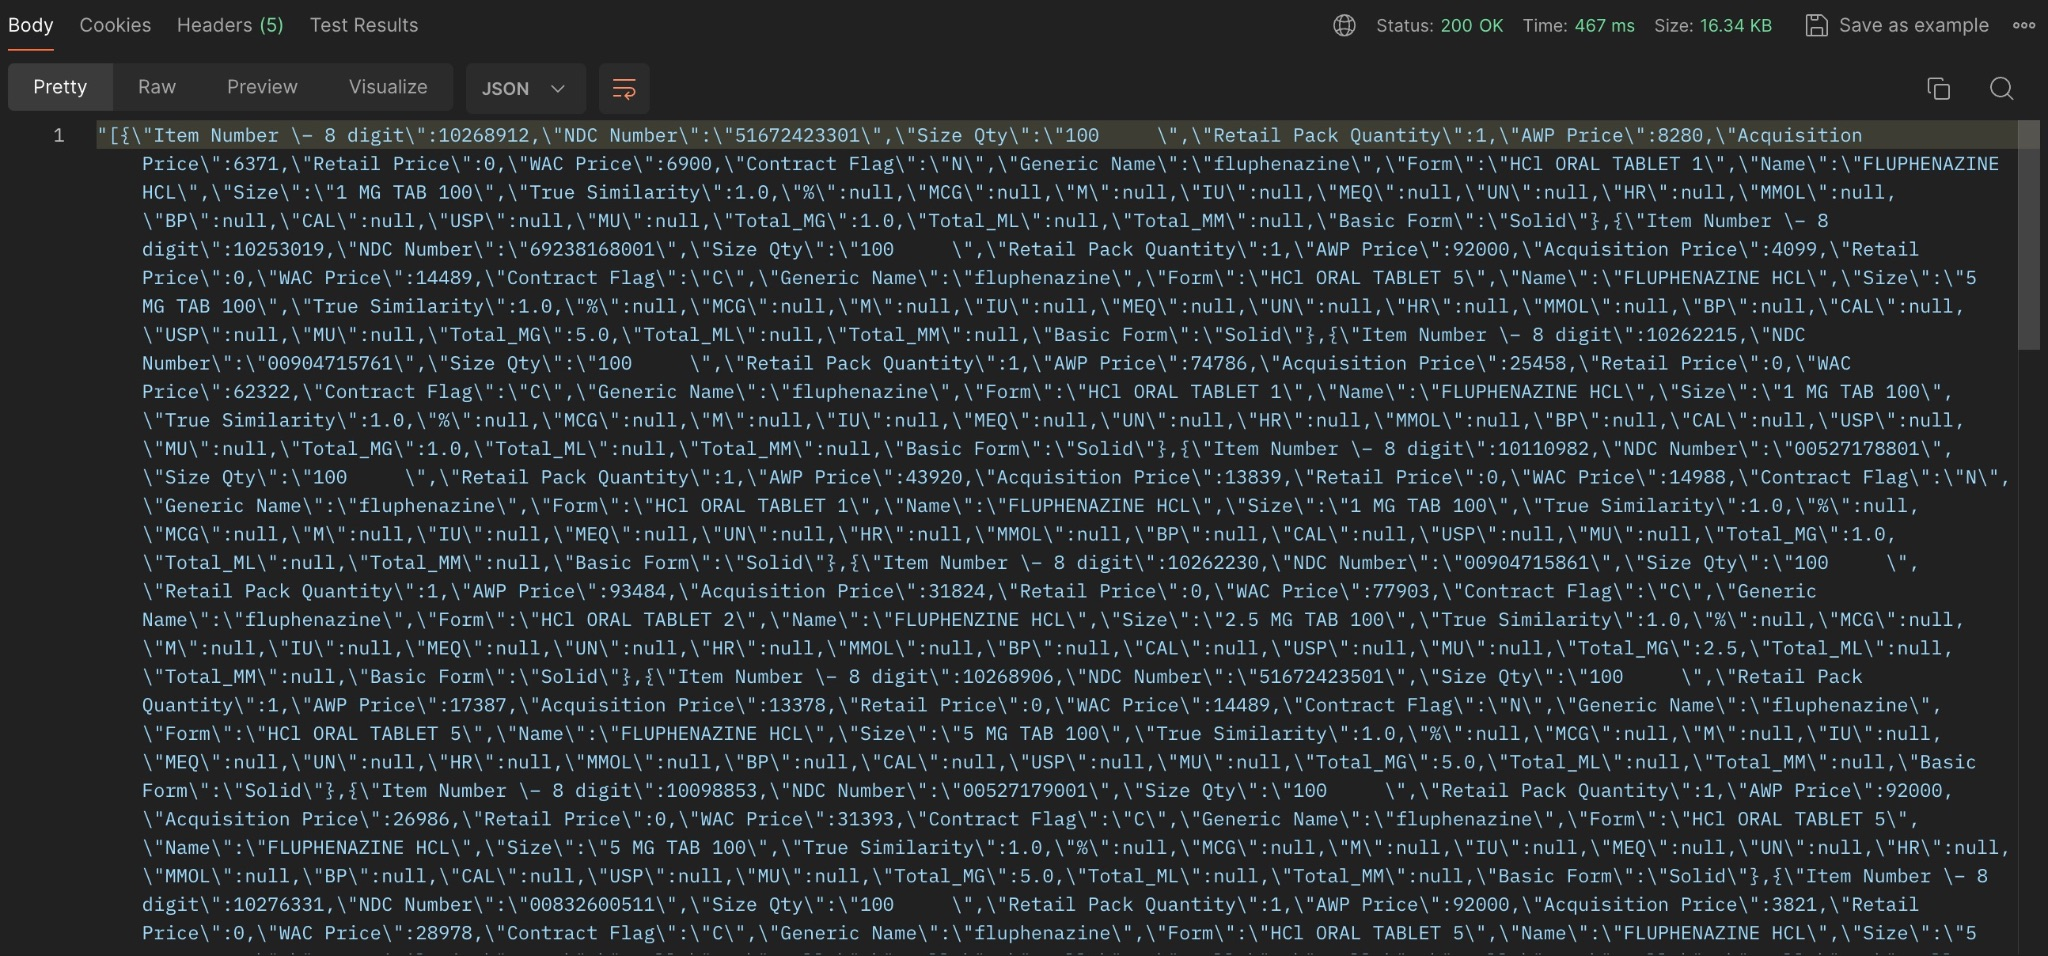 Body Cookies Headers (5) Test Results Status: 200 OK Time: 467 ms Size: 16.34 KB Save as example
Pretty Raw Preview Visualize JSON
1 "[{\"Item Number \- 8 digit\":10268912,\"NDC Number\":\"51672423301\",\"Size Qty\":\"100     \",\"Retail Pack Quantity\":1,\"AWP Price\":8280,\"Acquisition
Price\":6371,\"Retail Price\":0,\"WAC Price\":6900,\"Contract Flag\":\"N\",\"Generic Name\":\"fluphenazine\",\"Form\":\"HCl ORAL TABLET 1\",\"Name\":\"FLUPHENAZINE
HCL\",\"Size\":\"1 MG TAB 100\",\"True Similarity\":1.0,\"%\":null,\"MCG\":null,\"M\":null,\"IU\":null,\"MEQ\":null,\"UN\":null,\"HR\":null,\"MMOL\":null,
\"BP\":null,\"CAL\":null,\"USP\":null,\"MU\":null,\"Total_MG\":1.0,\"Total_ML\":null,\"Total_MM\":null,\"Basic Form\":\"Solid\"},{\"Item Number \- 8
digit\":10253019,\"NDC Number\":\"69238168001\",\"Size Qty\":\"100     \",\"Retail Pack Quantity\":1,\"AWP Price\":92000,\"Acquisition Price\":4099,\"Retail
Price\":0,\"WAC Price\":14489,\"Contract Flag\":\"C\",\"Generic Name\":\"fluphenazine\",\"Form\":\"HCl ORAL TABLET 5\",\"Name\":\"FLUPHENAZINE HCL\",\"Size\":\"5
MG TAB 100\",\"True Similarity\":1.0,\"%\":null,\"MCG\":null,\"M\":null,\"IU\":null,\"MEQ\":null,\"UN\":null,\"HR\":null,\"MMOL\":null,\"BP\":null,\"CAL\":null,
\"USP\":null,\"MU\":null,\"Total_MG\":5.0,\"Total_ML\":null,\"Total_MM\":null,\"Basic Form\":\"Solid\"},{\"Item Number \- 8 digit\":10262215,\"NDC
Number\":\"00904715761\",\"Size Qty\":\"100     \",\"Retail Pack Quantity\":1,\"AWP Price\":74786,\"Acquisition Price\":25458,\"Retail Price\":0,\"WAC
Price\":62322,\"Contract Flag\":\"C\",\"Generic Name\":\"fluphenazine\",\"Form\":\"HCl ORAL TABLET 1\",\"Name\":\"FLUPHENAZINE HCL\",\"Size\":\"1 MG TAB 100\",
\"True Similarity\":1.0,\"%\":null,\"MCG\":null,\"M\":null,\"IU\":null,\"MEQ\":null,\"UN\":null,\"HR\":null,\"MMOL\":null,\"BP\":null,\"CAL\":null,\"USP\":null,
\"MU\":null,\"Total_MG\":1.0,\"Total_ML\":null,\"Total_MM\":null,\"Basic Form\":\"Solid\"},{\"Item Number \- 8 digit\":10110982,\"NDC Number\":\"00527178801\",
\"Size Qty\":\"100     \",\"Retail Pack Quantity\":1,\"AWP Price\":43920,\"Acquisition Price\":13839,\"Retail Price\":0,\"WAC Price\":14988,\"Contract Flag\":\"N\",
\"Generic Name\":\"fluphenazine\",\"Form\":\"HCl ORAL TABLET 1\",\"Name\":\"FLUPHENAZINE HCL\",\"Size\":\"1 MG TAB 100\",\"True Similarity\":1.0,\"%\":null,
\"MCG\":null,\"M\":null,\"IU\":null,\"MEQ\":null,\"UN\":null,\"HR\":null,\"MMOL\":null,\"BP\":null,\"CAL\":null,\"USP\":null,\"MU\":null,\"Total_MG\":1.0,
\"Total_ML\":null,\"Total_MM\":null,\"Basic Form\":\"Solid\"},{\"Item Number \- 8 digit\":10262230,\"NDC Number\":\"00904715861\",\"Size Qty\":\"100     \",
\"Retail Pack Quantity\":1,\"AWP Price\":93484,\"Acquisition Price\":31824,\"Retail Price\":0,\"WAC Price\":77903,\"Contract Flag\":\"C\",\"Generic
Name\":\"fluphenazine\",\"Form\":\"HCl ORAL TABLET 2\",\"Name\":\"FLUPHENZINE HCL\",\"Size\":\"2.5 MG TAB 100\",\"True Similarity\":1.0,\"%\":null,\"MCG\":null,
\"M\":null,\"IU\":null,\"MEQ\":null,\"UN\":null,\"HR\":null,\"MMOL\":null,\"BP\":null,\"CAL\":null,\"USP\":null,\"MU\":null,\"Total_MG\":2.5,\"Total_ML\":null,
\"Total_MM\":null,\"Basic Form\":\"Solid\"},{\"Item Number \- 8 digit\":10268906,\"NDC Number\":\"51672423501\",\"Size Qty\":\"100     \",\"Retail Pack
Quantity\":1,\"AWP Price\":17387,\"Acquisition Price\":13378,\"Retail Price\":0,\"WAC Price\":14489,\"Contract Flag\":\"N\",\"Generic Name\":\"fluphenazine\",
\"Form\":\"HCl ORAL TABLET 5\",\"Name\":\"FLUPHENAZINE HCL\",\"Size\":\"5 MG TAB 100\",\"True Similarity\":1.0,\"%\":null,\"MCG\":null,\"M\":null,\"IU\":null,
\"MEQ\":null,\"UN\":null,\"HR\":null,\"MMOL\":null,\"BP\":null,\"CAL\":null,\"USP\":null,\"MU\":null,\"Total_MG\":5.0,\"Total_ML\":null,\"Total_MM\":null,\"Basic
Form\":\"Solid\"},{\"Item Number \- 8 digit\":10098853,\"NDC Number\":\"00527179001\",\"Size Qty\":\"100     \",\"Retail Pack Quantity\":1,\"AWP Price\":92000,
\"Acquisition Price\":26986,\"Retail Price\":0,\"WAC Price\":31393,\"Contract Flag\":\"C\",\"Generic Name\":\"fluphenazine\",\"Form\":\"HCl ORAL TABLET 5\",
\"Name\":\"FLUPHENAZINE HCL\",\"Size\":\"5 MG TAB 100\",\"True Similarity\":1.0,\"%\":null,\"MCG\":null,\"M\":null,\"IU\":null,\"MEQ\":null,\"UN\":null,\"HR\":null,
\"MMOL\":null,\"BP\":null,\"CAL\":null,\"USP\":null,\"MU\":null,\"Total_MG\":5.0,\"Total_ML\":null,\"Total_MM\":null,\"Basic Form\":\"Solid\"},{\"Item Number \- 8
digit\":10276331,\"NDC Number\":\"00832600511\",\"Size Qty\":\"100     \",\"Retail Pack Quantity\":1,\"AWP Price\":92000,\"Acquisition Price\":3821,\"Retail
Price\":0,\"WAC Price\":28978,\"Contract Flag\":\"C\",\"Generic Name\":\"fluphenazine\",\"Form\":\"HCl ORAL TABLET 5\",\"Name\":\"FLUPHENAZINE HCL\",\"Size\":\"5